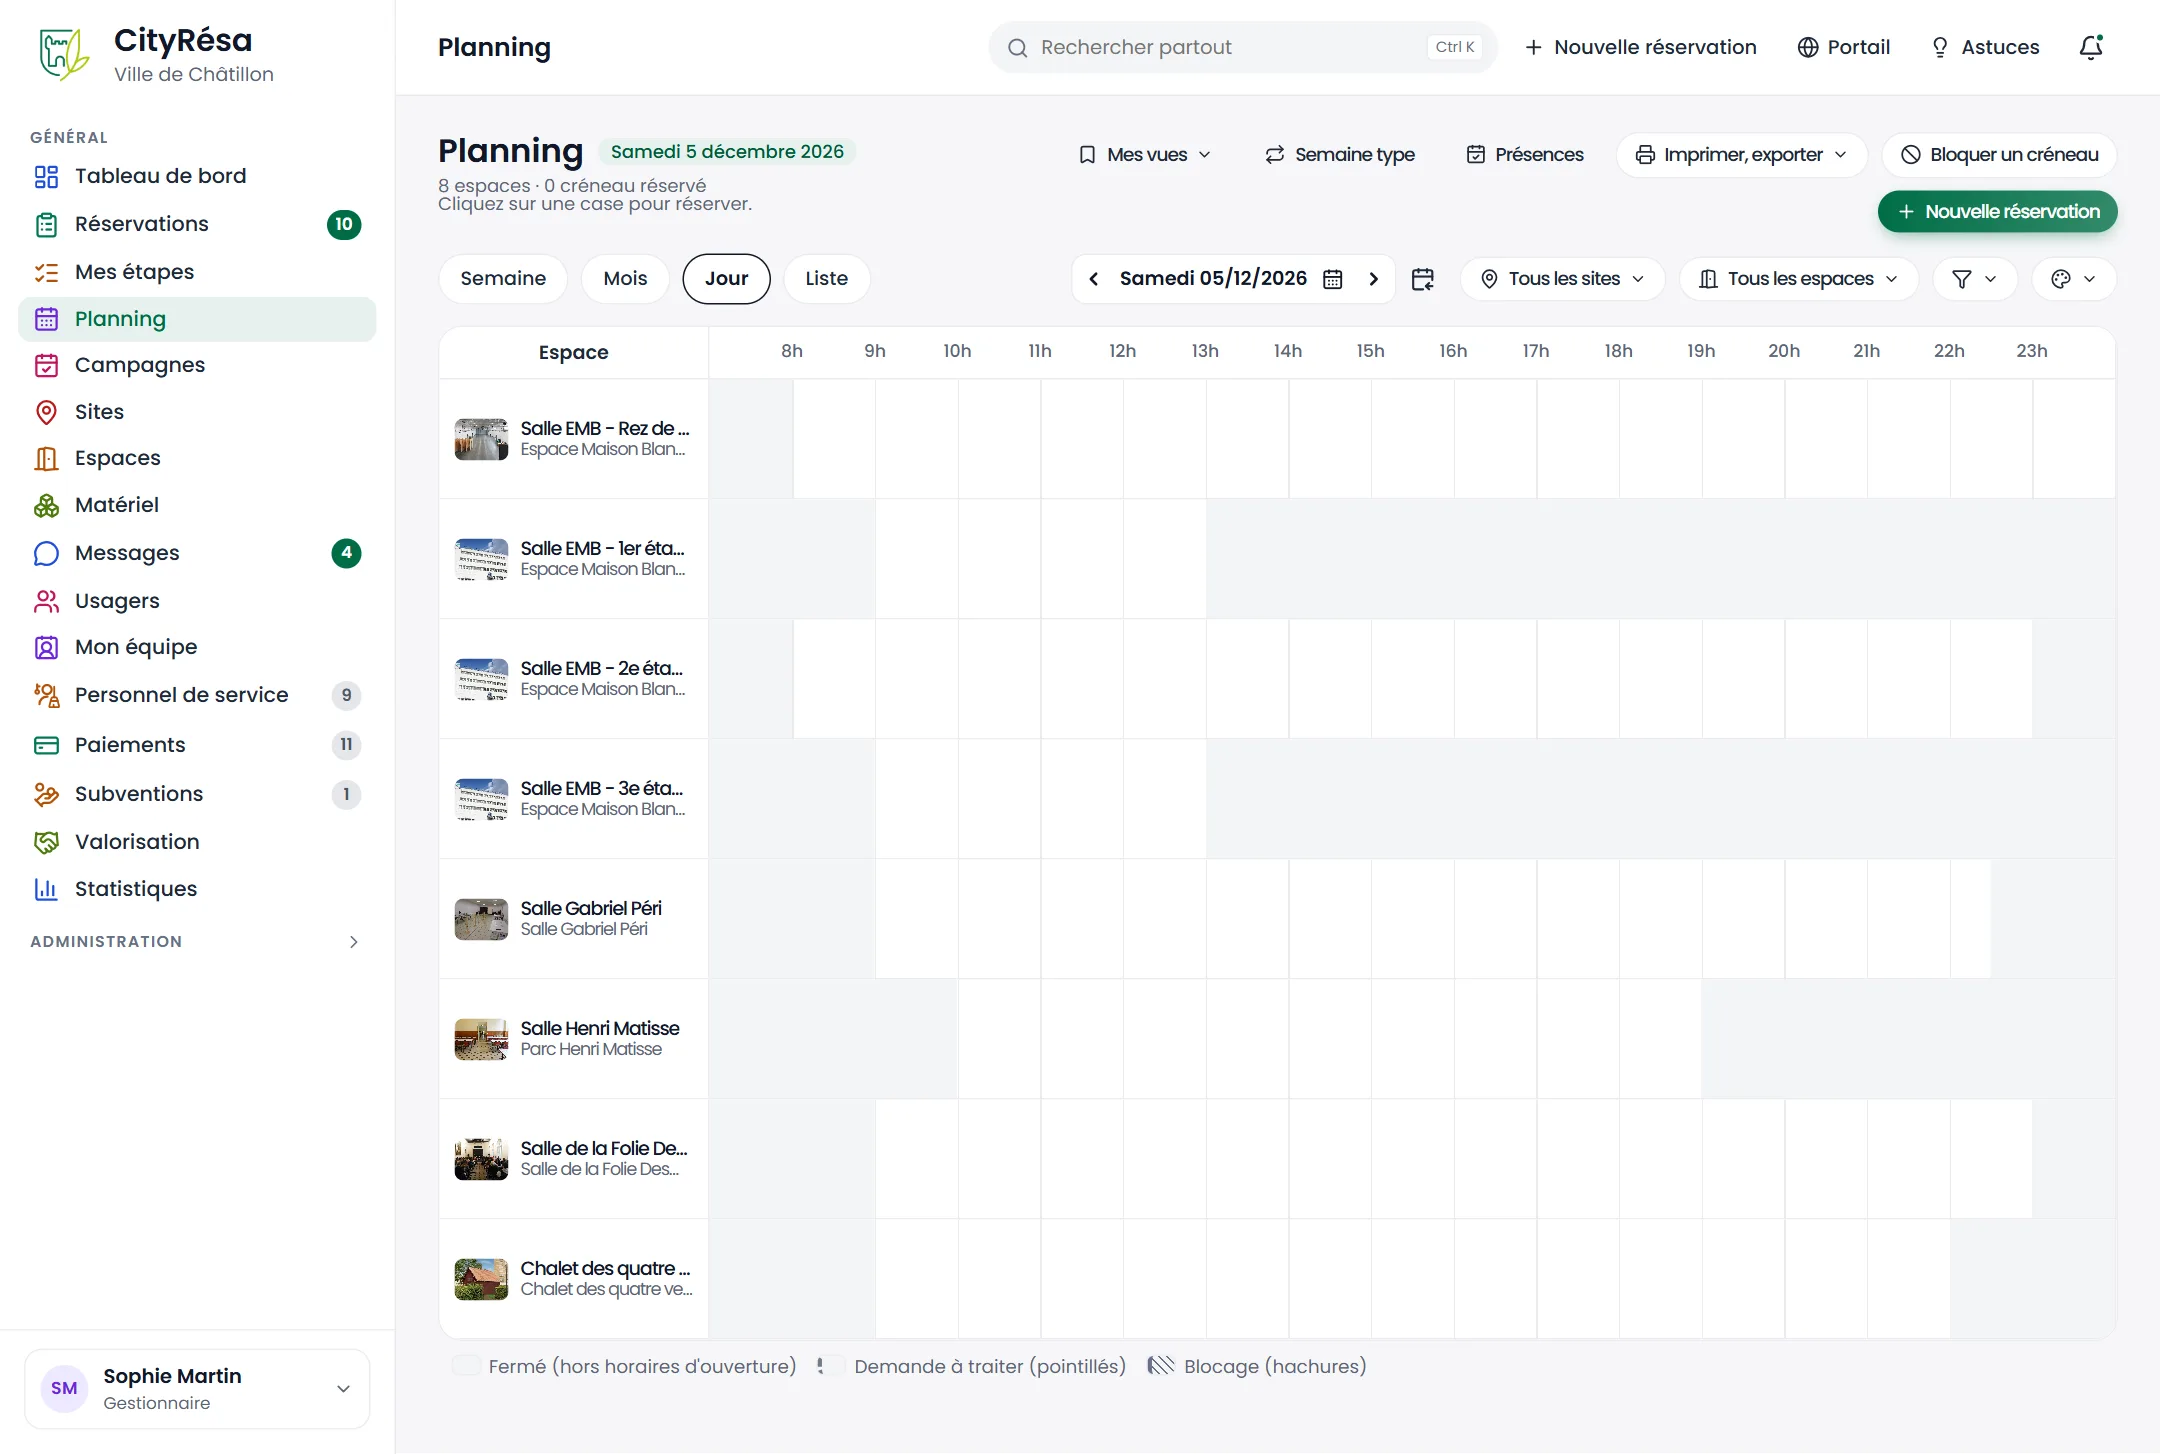 CityRésa
Ville de Châtillon
GÉNÉRAL
Tableau de bord
Réservations 10
Mes étapes
Planning
Campagnes
Sites
Espaces
Matériel
Messages 4
Usagers
Mon équipe
Personnel de service 9
Paiements 11
Subventions 1
Valorisation
Statistiques
ADMINISTRATION
SM
Sophie Martin
Gestionnaire
Planning
Rechercher partout Ctrl K
Nouvelle réservation
Portail
Astuces
Planning Samedi 5 décembre 2026
8 espaces · 0 créneau réservé
Cliquez sur une case pour réserver.
Mes vues
Semaine type
Présences
Imprimer, exporter
Bloquer un créneau
+ Nouvelle réservation
Semaine Mois Jour Liste
Samedi 05/12/2026
Tous les sites
Tous les espaces
Espace 8h 9h 10h 11h 12h 13h 14h 15h 16h 17h 18h 19h 20h 21h 22h 23h
Salle EMB - Rez de ...
Espace Maison Blan...
Salle EMB - 1er éta...
Espace Maison Blan...
Salle EMB - 2e éta...
Espace Maison Blan...
Salle EMB - 3e éta...
Espace Maison Blan...
Salle Gabriel Péri
Salle Gabriel Péri
Salle Henri Matisse
Parc Henri Matisse
Salle de la Folie De...
Salle de la Folie Des...
Chalet des quatre ...
Chalet des quatre ve...
Fermé (hors horaires d'ouverture) Demande à traiter (pointillés) Blocage (hachures)